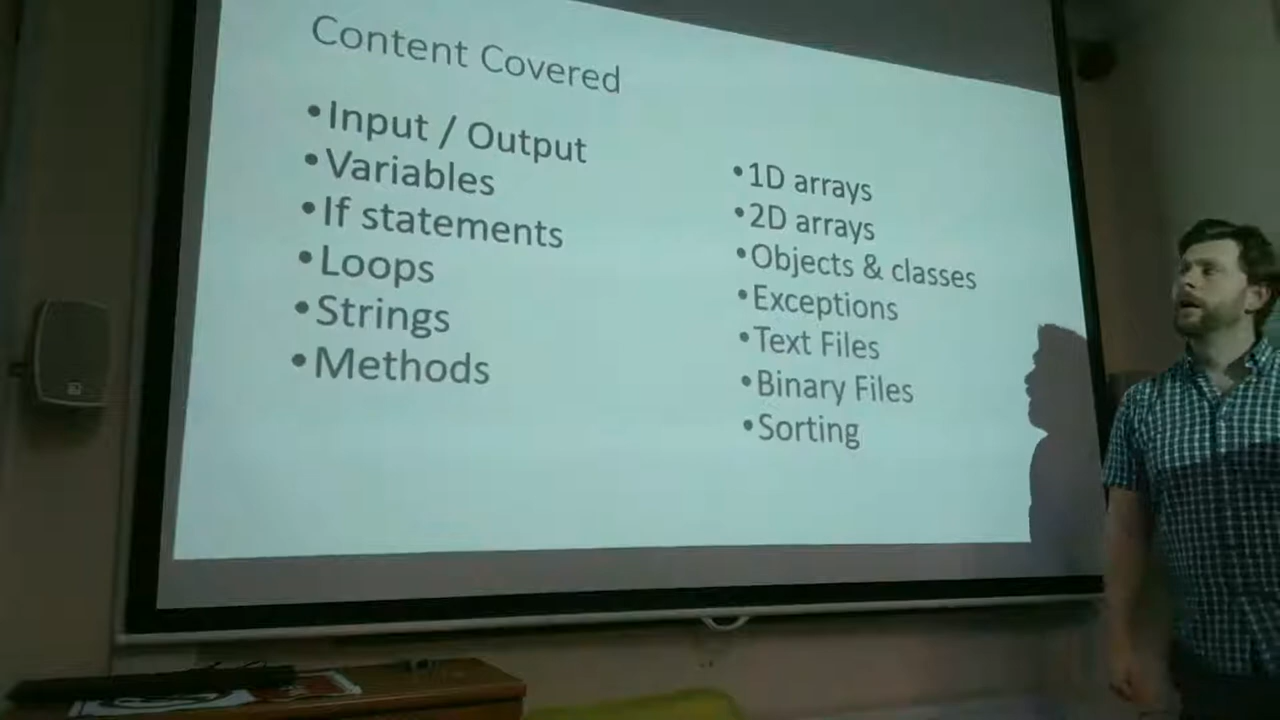 Content Covered
•Input / Output
•Variables
•If statements
•Loops
•Strings
•Methods
•1D arrays
•2D arrays
•Objects & classes
•Exceptions
•Text Files
•Binary Files
•Sorting